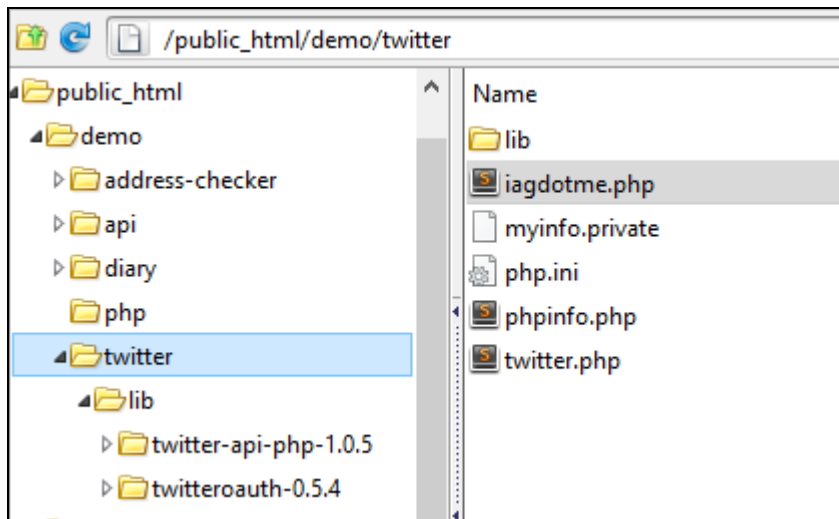 /public_html/demo/twitter
public_html
demo
address-checker
api
diary
php
twitter
lib
twitter-api-php-1.0.5
twitteroauth-0.5.4
Name
lib
iagdotme.php
myinfo.private
php.ini
phpinfo.php
twitter.php